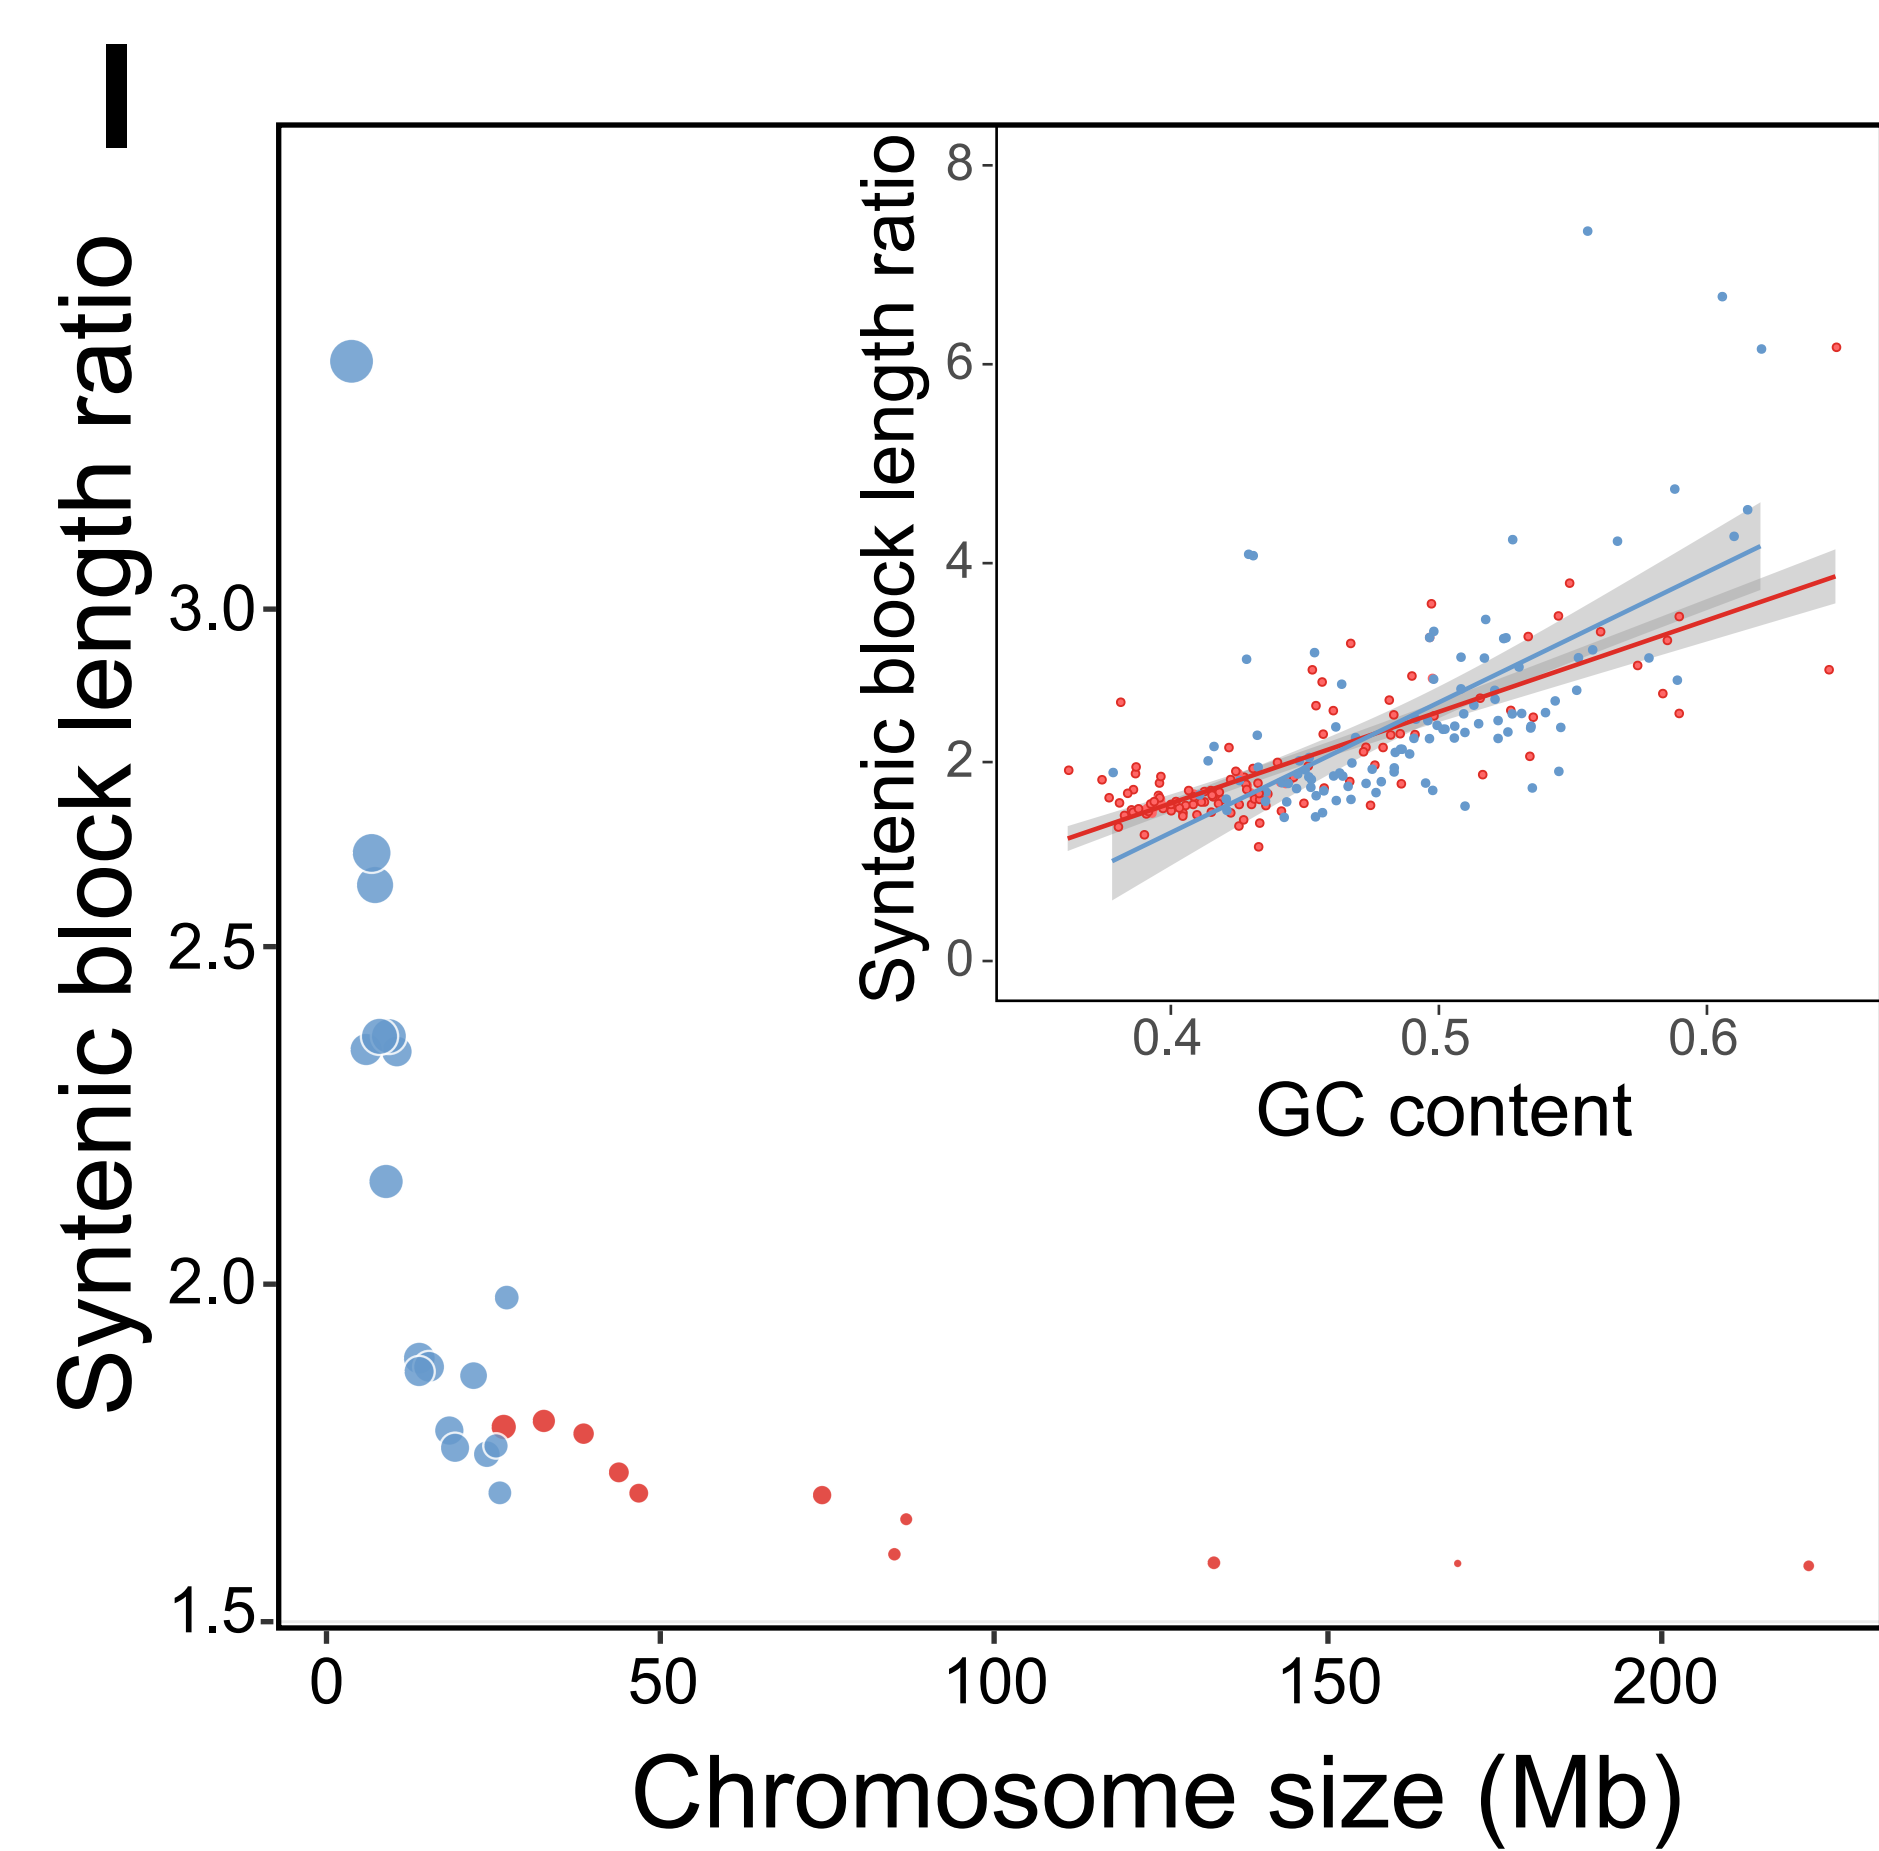 I
Syntenic block length ratio
3.0
2.5
2.0
1.5
0 50 100 150 200
Chromosome size (Mb)
Syntenic block length ratio
8
6
4
2
0
0.4 0.5 0.6
GC content